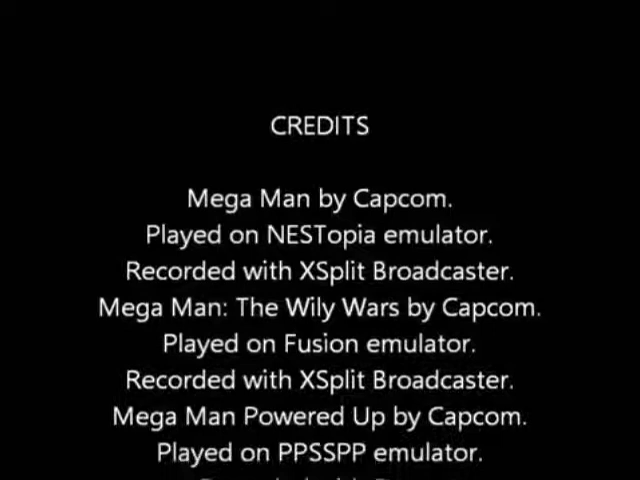 CREDITS
Mega Man by Capcom.
Played on NESTopia emulator.
Recorded with XSplit Broadcaster.
Mega Man: The Wily Wars by Capcom.
Played on Fusion emulator.
Recorded with XSplit Broadcaster.
Mega Man Powered Up by Capcom.
Played on PPSSPP emulator.